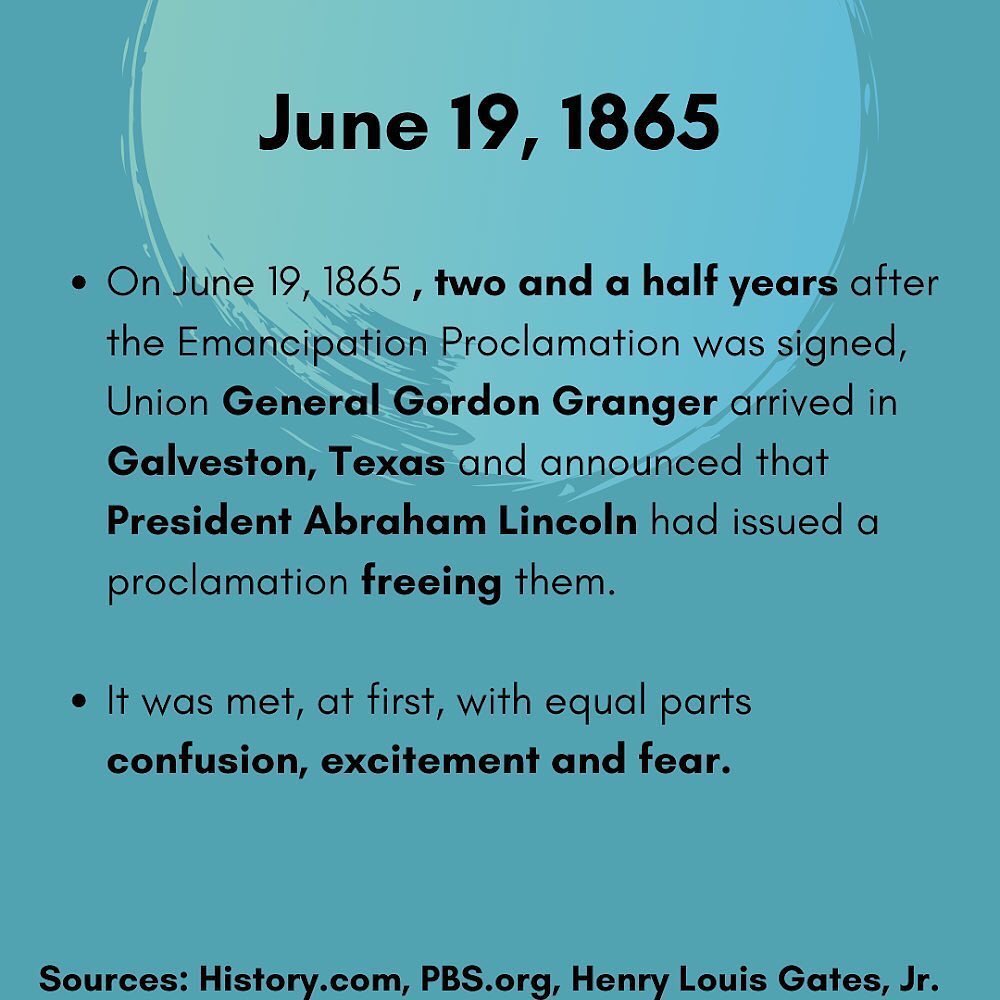 June 19, 1865
• On June 19, 1865 , two and a half years after
the Emancipation Proclamation was signed,
Union General Gordon Granger arrived in
Galveston, Texas and announced that
President Abraham Lincoln had issued a
proclamation freeing them.
• It was met, at first, with equal parts
confusion, excitement and fear.
Sources: History.com, PBS.org, Henry Louis Gates, Jr.